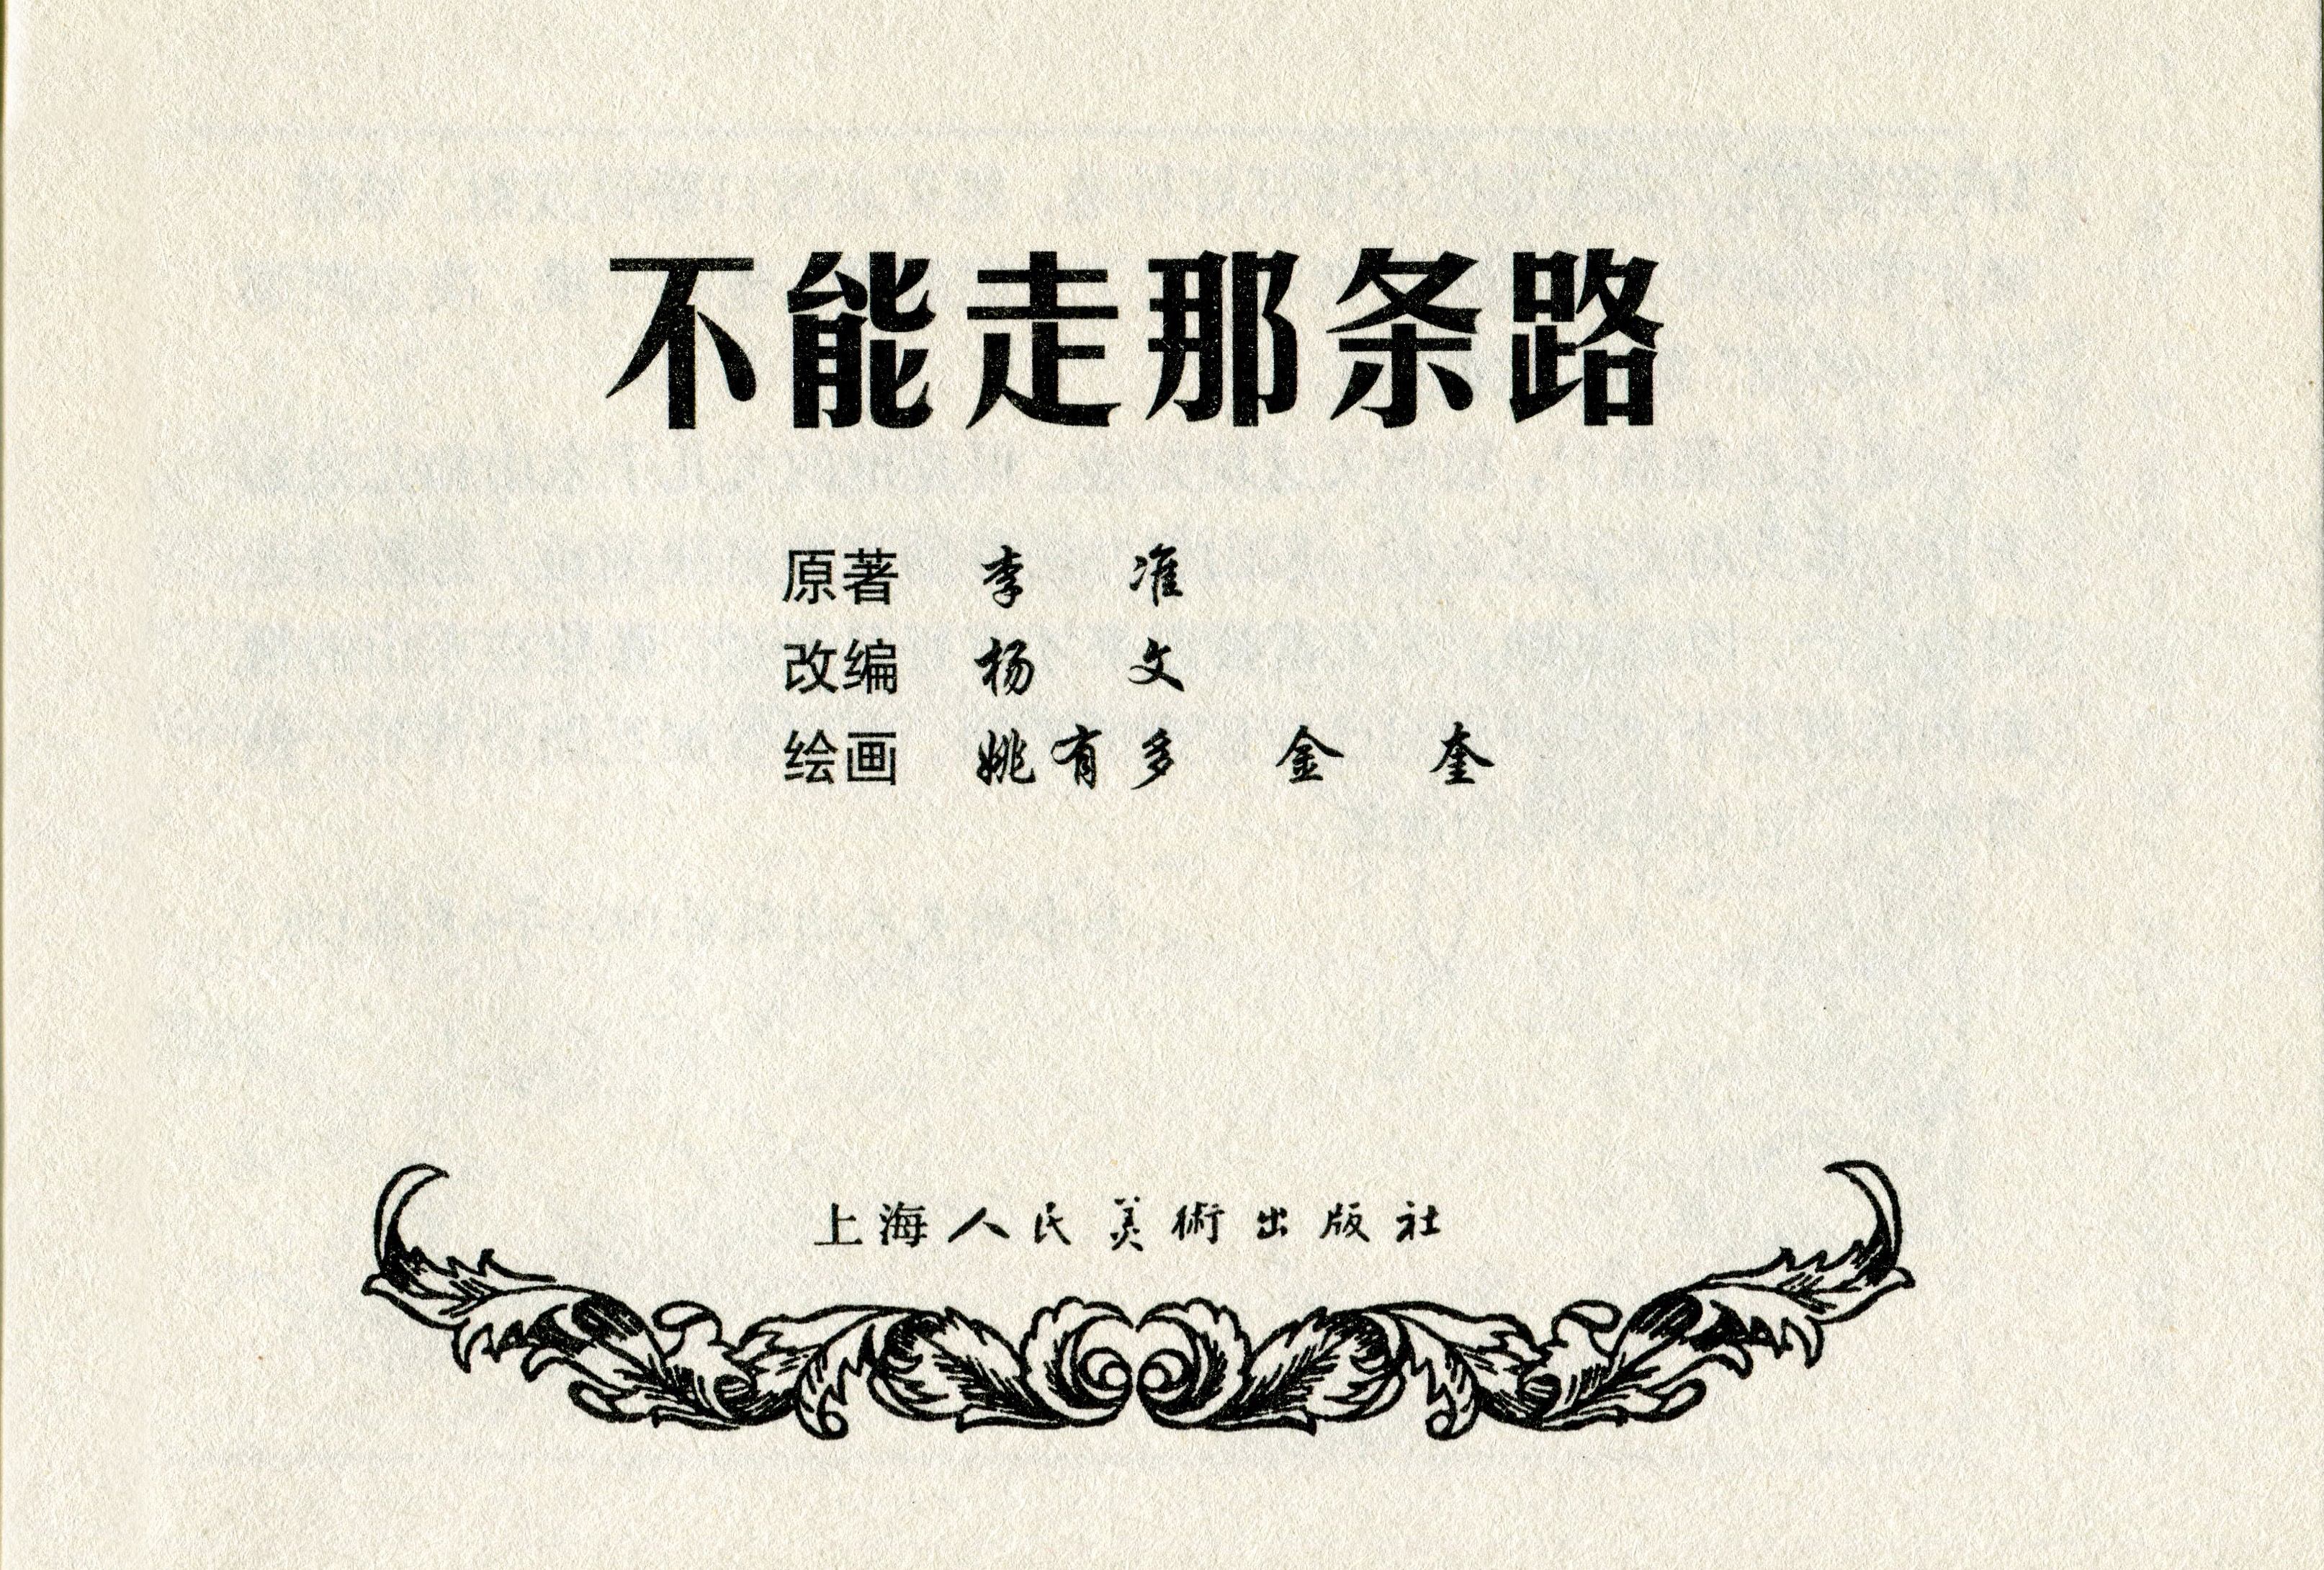 不能走那条路
原著 李 准
改编 杨 文
绘画 姚有多 金 奎
上海人民美術出版社